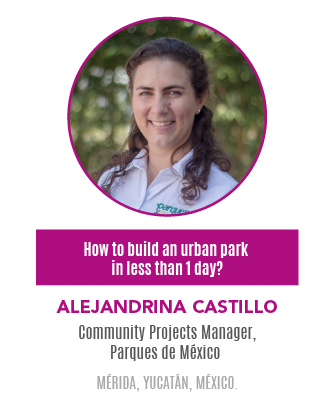 parques
How to build an urban park
in less than 1 day?
ALEJANDRINA CASTILLO
Community Projects Manager,
Parques de México
MÉRIDA, YUCATÁN, MÉXICO.